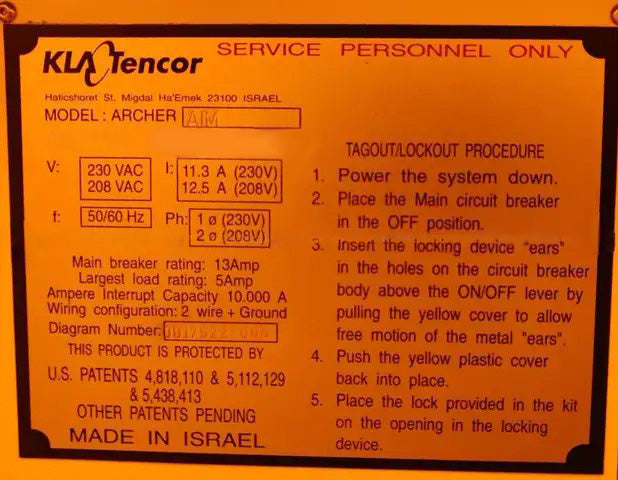 KLA Tencor
SERVICE PERSONNEL ONLY
Haticshoret St. Migdal Ha'Emek 23100 ISRAEL
MODEL : ARCHER AIM
V: 230 VAC 208 VAC
I: 11.3 A (230V) 12.5 A (208V)
f: 50/60 Hz
Ph: 1 ø (230V) 2 ø (208V)
Main breaker rating: 13Amp
Largest load rating: 5Amp
Ampere Interrupt Capacity 10.000 A
Wiring configuration: 2 wire + Ground
Diagram Number:
THIS PRODUCT IS PROTECTED BY
U.S. PATENTS 4,818,110 & 5,112,129
& 5,438,413
OTHER PATENTS PENDING
MADE IN ISRAEL
TAGOUT/LOCKOUT PROCEDURE
1. Power the system down.
2. Place the Main circuit breaker
in the OFF position.
3. Insert the locking device "ears"
in the holes on the circuit breaker
body above the ON/OFF lever by
pulling the yellow cover to allow
free motion of the metal "ears".
4. Push the yellow plastic cover
back into place.
5. Place the lock provided in the kit
on the opening in the locking
device.